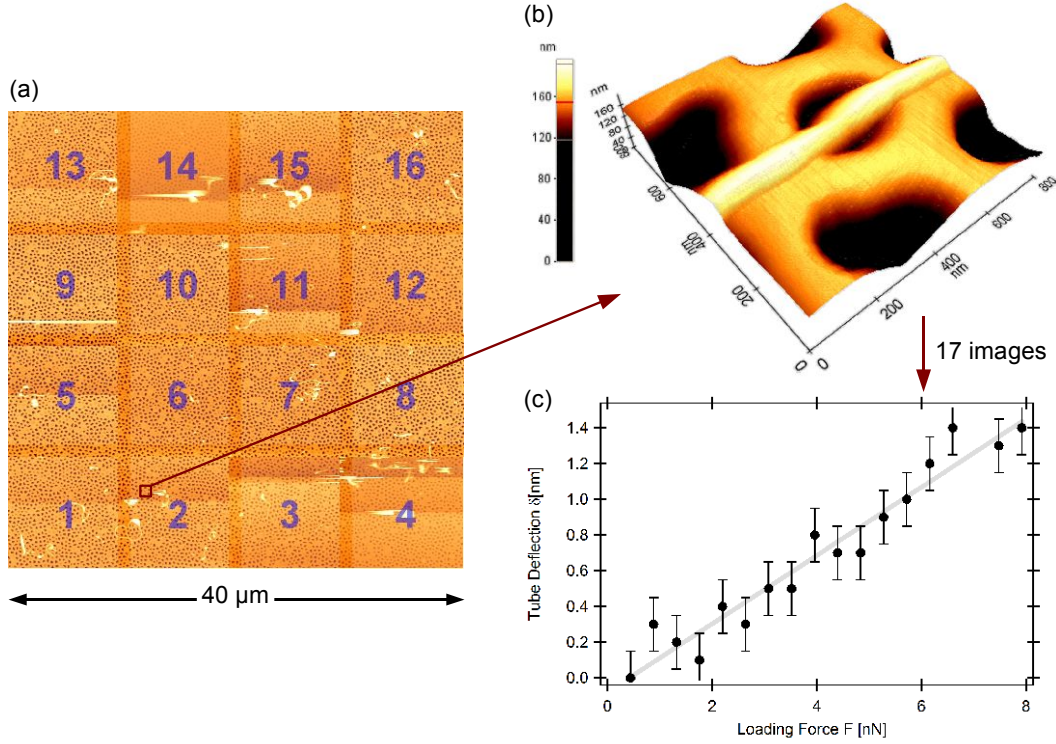 (a)
13 14 15 16
9 10 11 12
5 6 7 8
1 2 3 4
40 µm
(b)
nm
160
120
80
40
0
160
120
80
40
600
400
nm
200
0
0
200
400
nm
600
800
17 images
(c)
Tube Deflection δ[nm]
1.4
1.2
1.0
0.8
0.6
0.4
0.2
0.0
0 2 4 6 8
Loading Force F [nN]